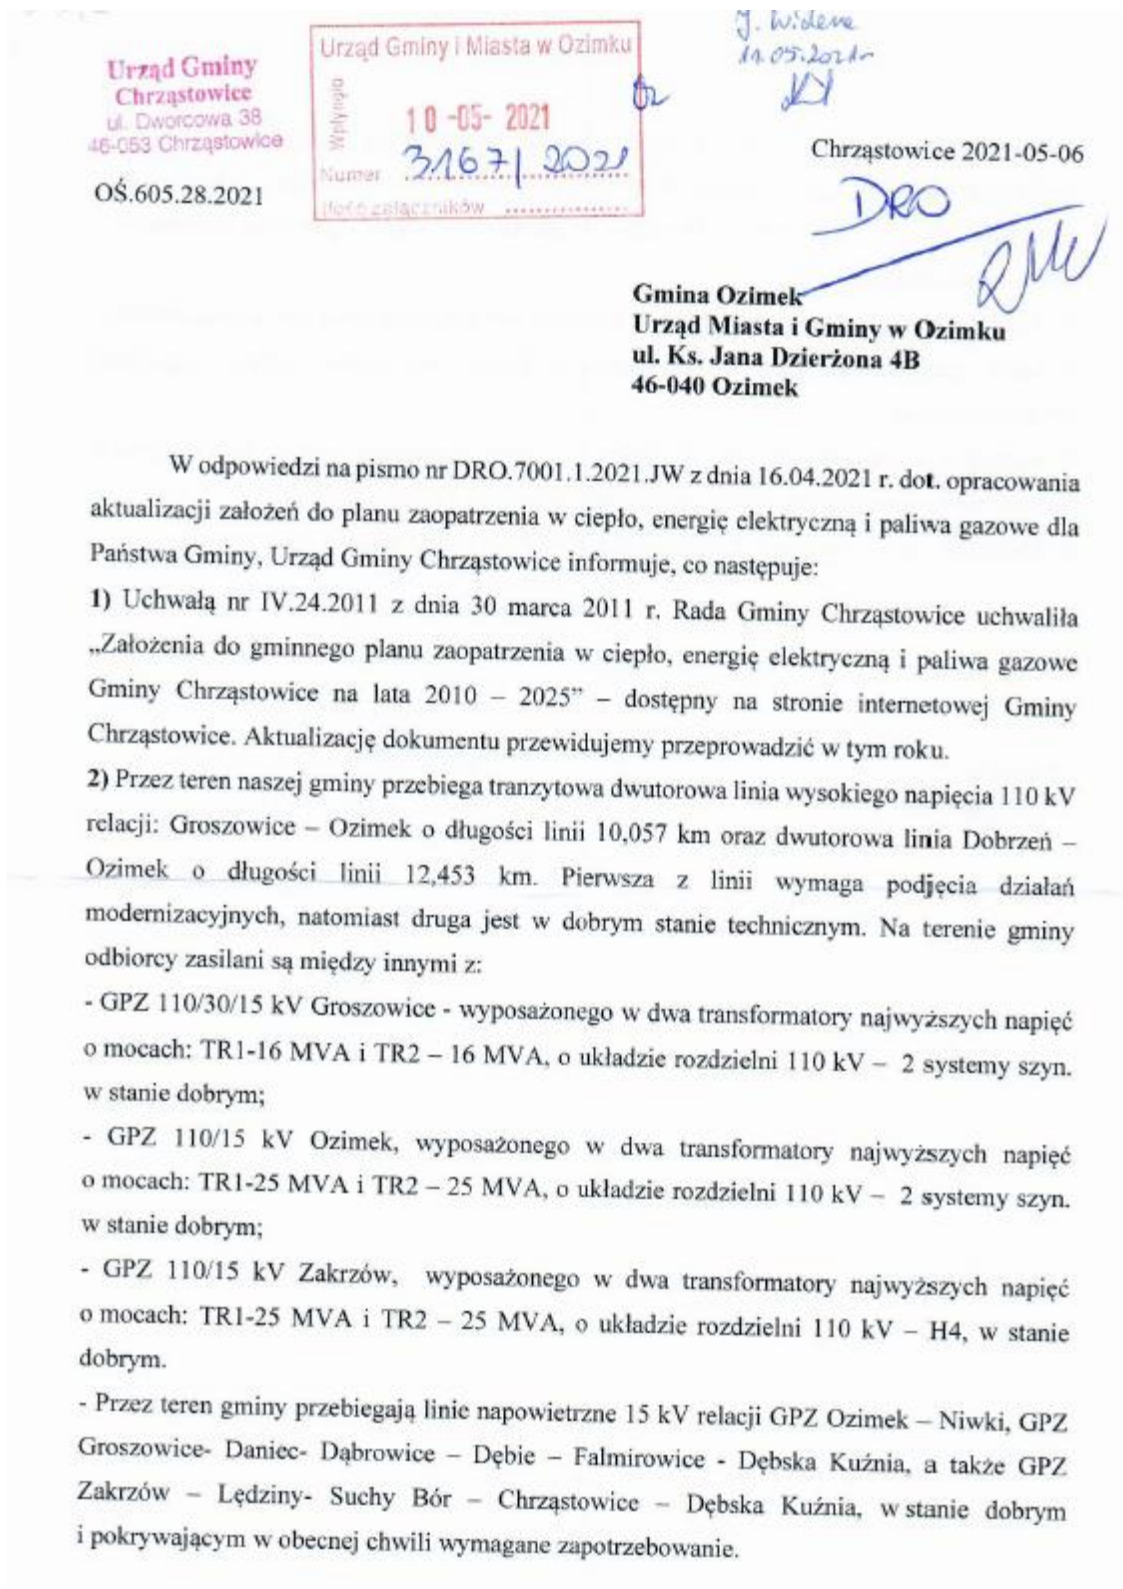 J. Widera
11.05.2021r
Urząd Gminy
Chrząstowice
ul. Dworcowa 38
46-053 Chrząstowice
Urząd Gminy i Miasta w Ozimku
Wpłynęło
10 -05- 2021
Numer 3167/2021
Ilość załączników ..................
OŚ.605.28.2021
Chrząstowice 2021-05-06
DRO
Gmina Ozimek
Urząd Miasta i Gminy w Ozimku
ul. Ks. Jana Dzierżona 4B
46-040 Ozimek
W odpowiedzi na pismo nr DRO.7001.1.2021.JW z dnia 16.04.2021 r. dot. opracowania
aktualizacji założeń do planu zaopatrzenia w ciepło, energię elektryczną i paliwa gazowe dla
Państwa Gminy, Urząd Gminy Chrząstowice informuje, co następuje:
1) Uchwałą nr IV.24.2011 z dnia 30 marca 2011 r. Rada Gminy Chrząstowice uchwaliła
„Założenia do gminnego planu zaopatrzenia w ciepło, energię elektryczną i paliwa gazowe
Gminy Chrząstowice na lata 2010 – 2025” – dostępny na stronie internetowej Gminy
Chrząstowice. Aktualizację dokumentu przewidujemy przeprowadzić w tym roku.
2) Przez teren naszej gminy przebiega tranzytowa dwutorowa linia wysokiego napięcia 110 kV
relacji: Groszowice – Ozimek o długości linii 10,057 km oraz dwutorowa linia Dobrzeń –
Ozimek o długości linii 12,453 km. Pierwsza z linii wymaga podjęcia działań
modernizacyjnych, natomiast druga jest w dobrym stanie technicznym. Na terenie gminy
odbiorcy zasilani są między innymi z:
- GPZ 110/30/15 kV Groszowice - wyposażonego w dwa transformatory najwyższych napięć
o mocach: TR1-16 MVA i TR2 – 16 MVA, o układzie rozdzielni 110 kV – 2 systemy szyn.
w stanie dobrym;
- GPZ 110/15 kV Ozimek, wyposażonego w dwa transformatory najwyższych napięć
o mocach: TR1-25 MVA i TR2 – 25 MVA, o układzie rozdzielni 110 kV – 2 systemy szyn.
w stanie dobrym;
- GPZ 110/15 kV Zakrzów, wyposażonego w dwa transformatory najwyższych napięć
o mocach: TR1-25 MVA i TR2 – 25 MVA, o układzie rozdzielni 110 kV – H4, w stanie
dobrym.
- Przez teren gminy przebiegają linie napowietrzne 15 kV relacji GPZ Ozimek – Niwki, GPZ
Groszowice- Daniec- Dąbrowice – Dębie – Falmirowice - Dębska Kuźnia, a także GPZ
Zakrzów – Lędziny- Suchy Bór – Chrząstowice – Dębska Kuźnia, w stanie dobrym
i pokrywającym w obecnej chwili wymagane zapotrzebowanie.